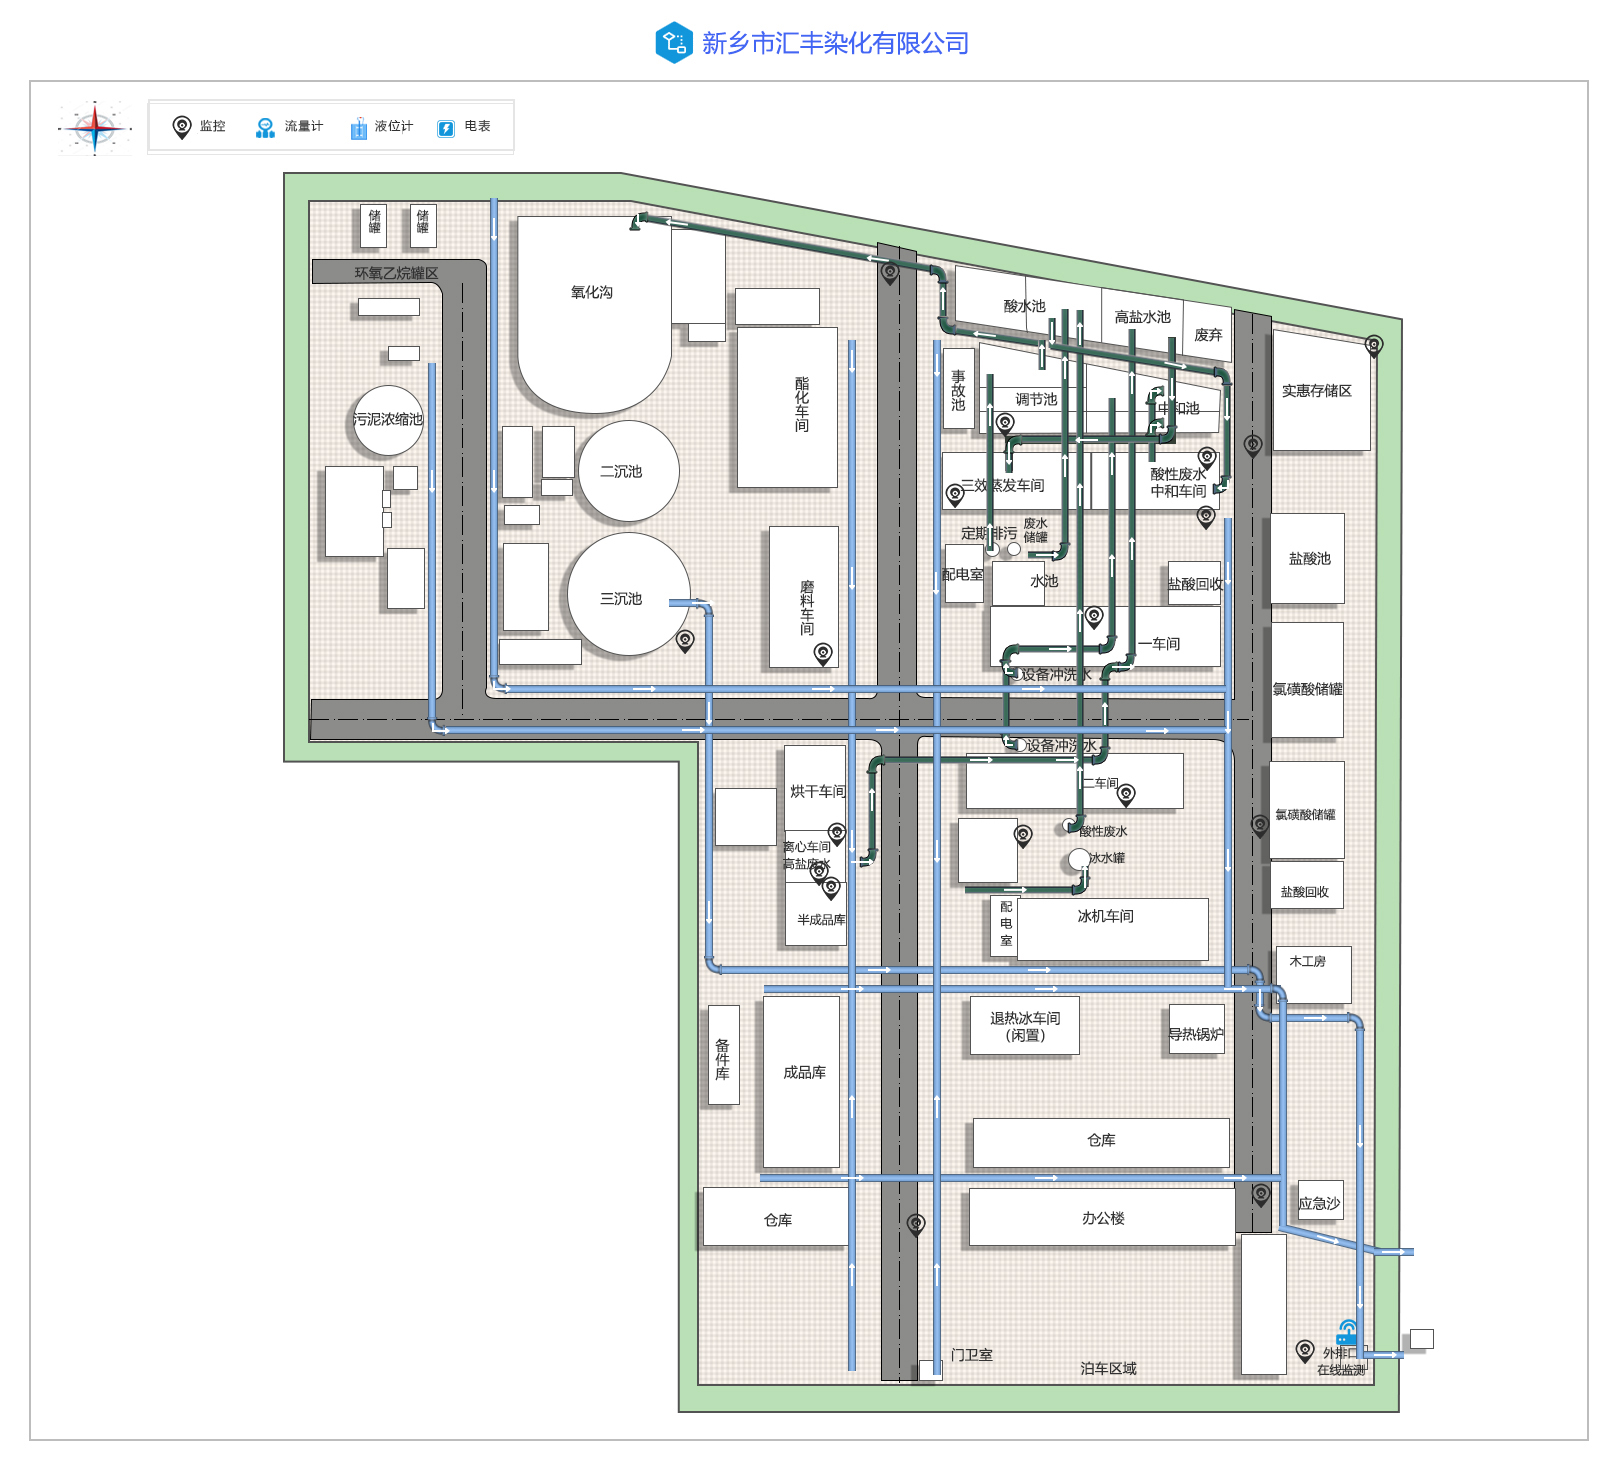 新乡市汇丰染化有限公司
监控
流量计
液位计
电表
储罐
储罐
环氧乙烷罐区
氧化沟
酸水池
高盐水池
废弃
实惠存储区
事故池
调节池
中和池
酯化车间
污泥浓缩池
二沉池
三效蒸发车间
酸性废水
中和车间
定期排污
废水
储罐
配电室
水池
盐酸回收
盐酸池
三沉池
磨料车间
一车间
设备冲洗水
氯磺酸储罐
设备冲洗水
二车间
烘干车间
离心车间
高盐废水
半成品库
酸性废水
冰水罐
氯磺酸储罐
盐酸回收
配电室
冰机车间
木工房
备件库
成品库
退热冰车间
(闲置)
导热锅炉
仓库
仓库
办公楼
应急沙
门卫室
泊车区域
外排口
在线监测